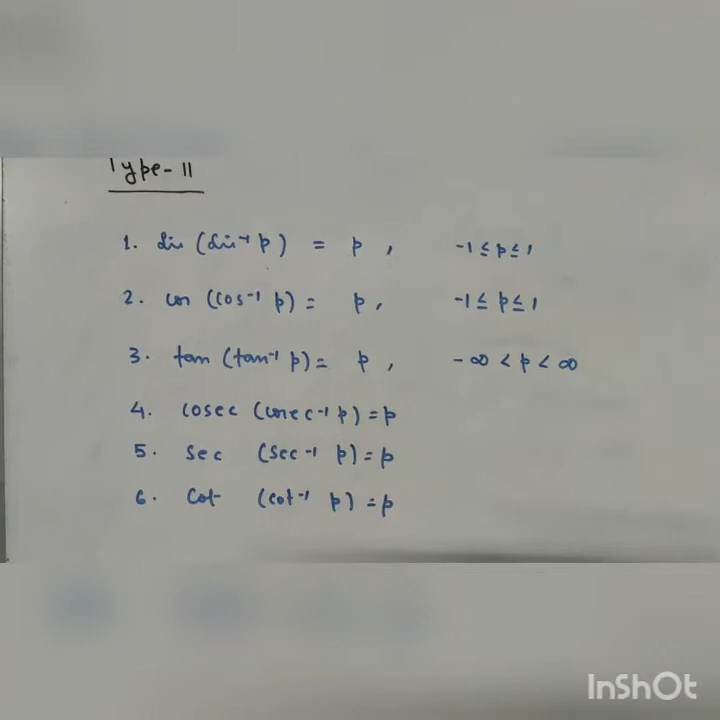 Type-II
1. sin (sin⁻¹ p) = p , -1 ≤ p ≤ 1
2. cos (cos⁻¹ p) = p , -1 ≤ p ≤ 1
3. tan (tan⁻¹ p) = p , -∞ < p < ∞
4. cosec (cosec⁻¹ p) = p
5. sec (sec⁻¹ p) = p
6. cot (cot⁻¹ p) = p
InShOt